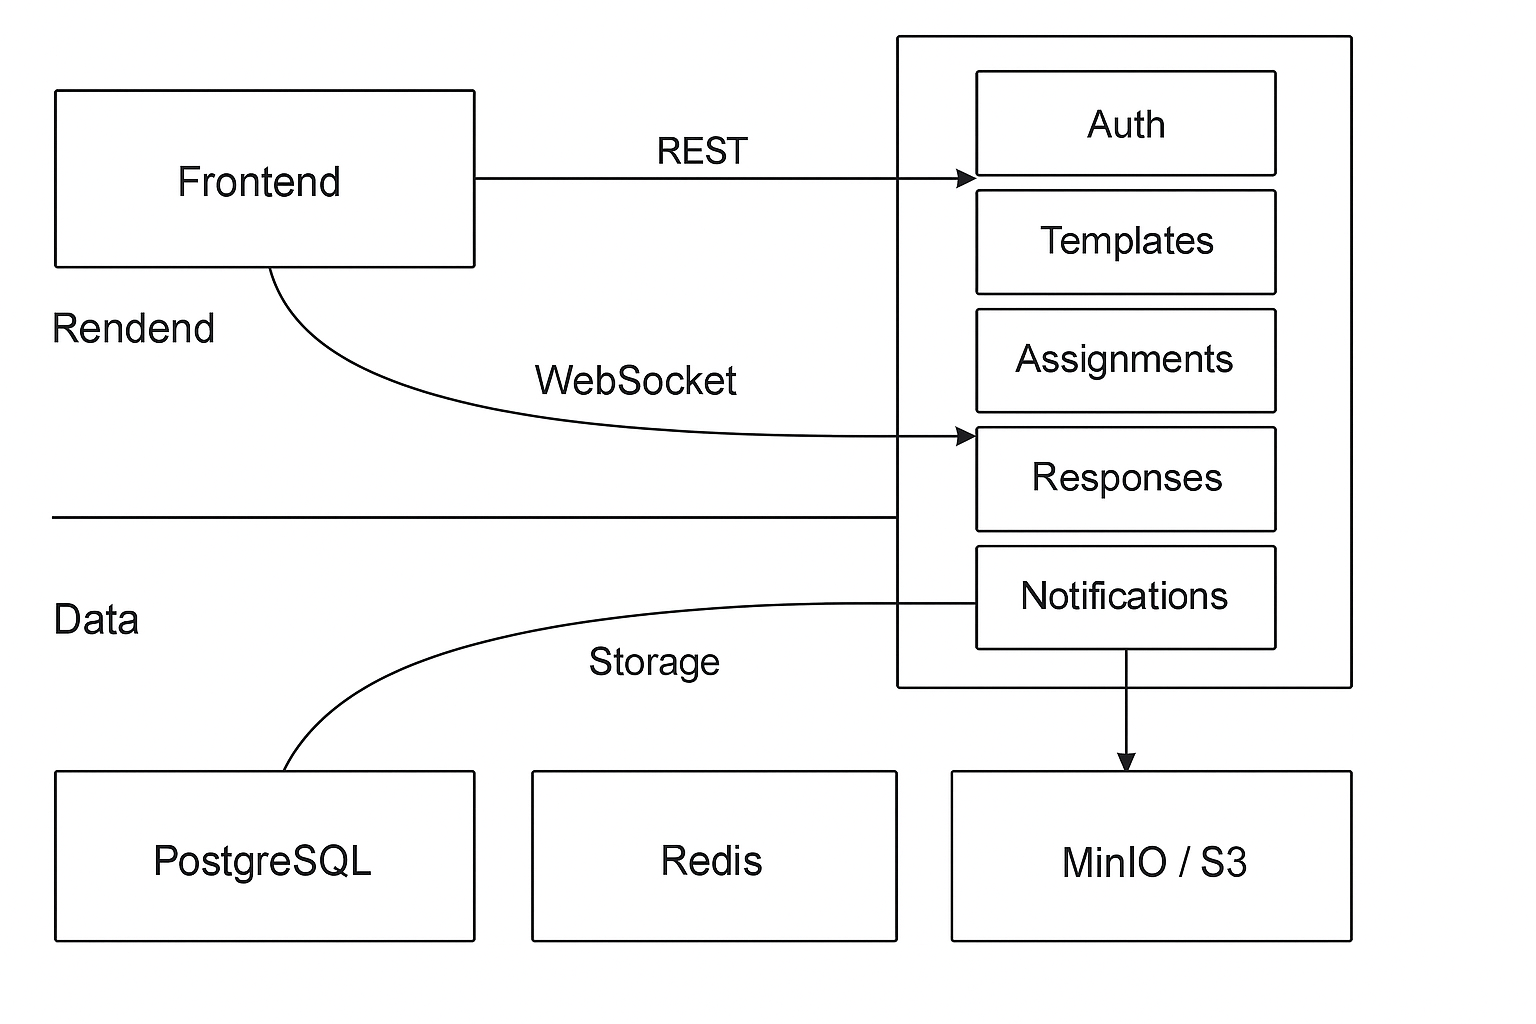 Frontend
REST
Auth
Templates
Rendend
WebSocket
Assignments
Responses
Notifications
Data
Storage
PostgreSQL
Redis
MinIO / S3